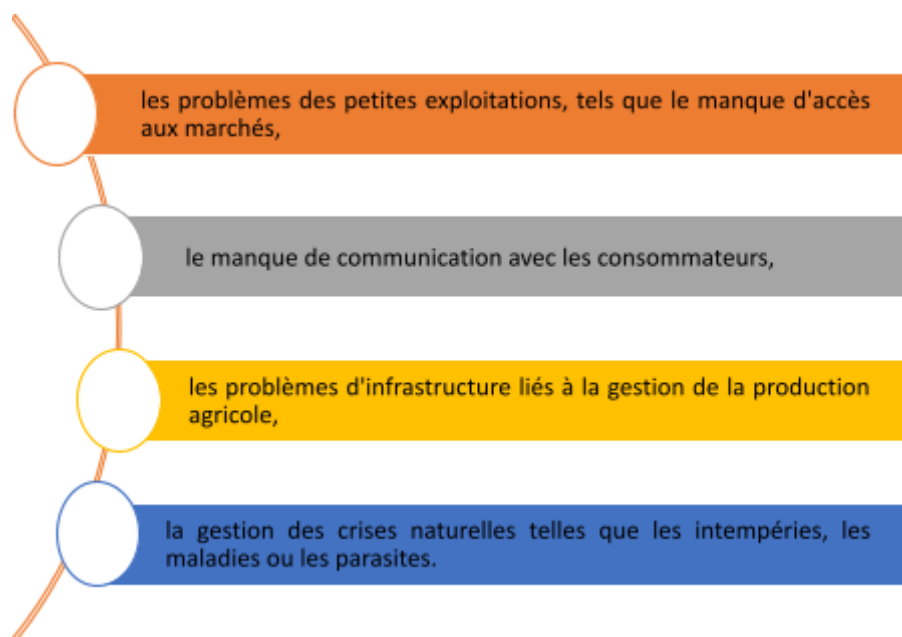 les problèmes des petites exploitations, tels que le manque d'accès
aux marchés,
le manque de communication avec les consommateurs,
les problèmes d'infrastructure liés à la gestion de la production
agricole,
la gestion des crises naturelles telles que les intempéries, les
maladies ou les parasites.